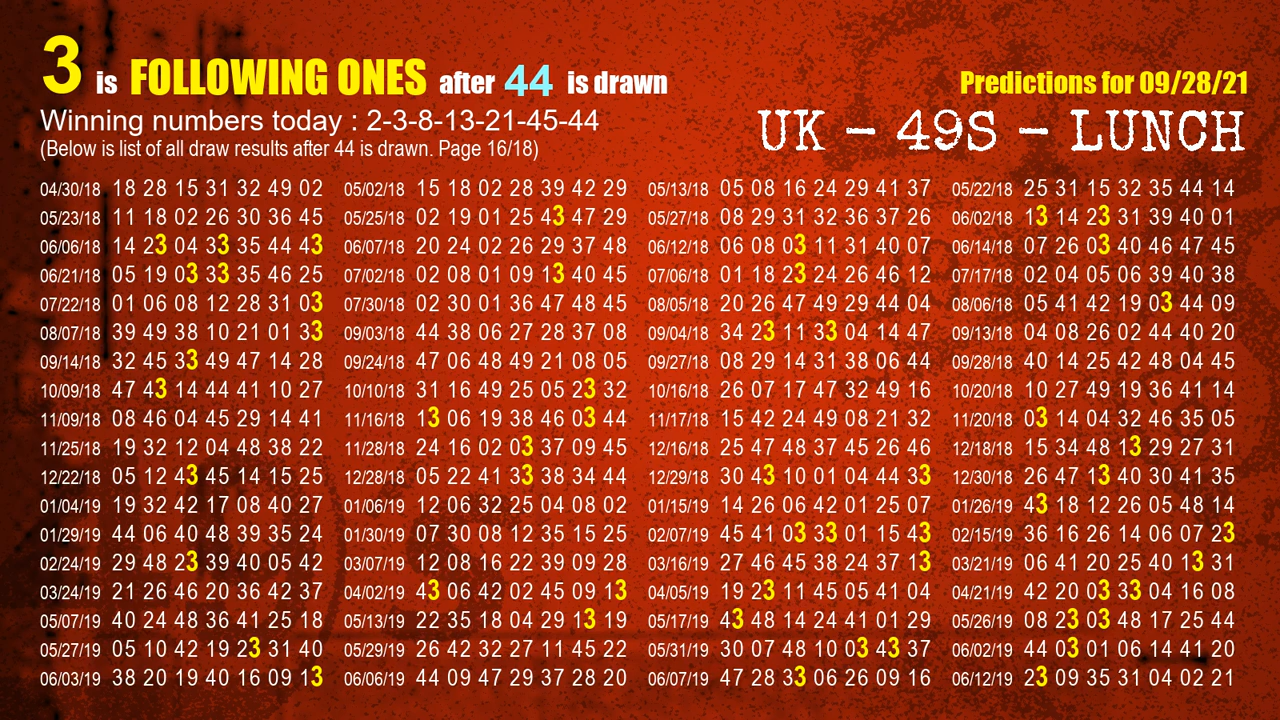 3 is FOLLOWING ONES after 44 is drawn
Predictions for 09/28/21
Winning numbers today : 2-3-8-13-21-45-44
UK - 49S - LUNCH
(Below is list of all draw results after 44 is drawn. Page 16/18)
04/30/18 18 28 15 31 32 49 02 05/02/18 15 18 02 28 39 42 29 05/13/18 05 08 16 24 29 41 37 05/22/18 25 31 15 32 35 44 14
05/23/18 11 18 02 26 30 36 45 05/25/18 02 19 01 25 43 47 29 05/27/18 08 29 31 32 36 37 26 06/02/18 13 14 23 31 39 40 01
06/06/18 14 23 04 33 35 44 43 06/07/18 20 24 02 26 29 37 48 06/12/18 06 08 03 11 31 40 07 06/14/18 07 26 03 40 46 47 45
06/21/18 05 19 03 33 35 46 25 07/02/18 02 08 01 09 13 40 45 07/06/18 01 18 23 24 26 46 12 07/17/18 02 04 05 06 39 40 38
07/22/18 01 06 08 12 28 31 03 07/30/18 02 30 01 36 47 48 45 08/05/18 20 26 47 49 29 44 04 08/06/18 05 41 42 19 03 44 09
08/07/18 39 49 38 10 21 01 33 09/03/18 44 38 06 27 28 37 08 09/04/18 34 23 11 33 04 14 47 09/13/18 04 08 26 02 44 40 20
09/14/18 32 45 33 49 47 14 28 09/24/18 47 06 48 49 21 08 05 09/27/18 08 29 14 31 38 06 44 09/28/18 40 14 25 42 48 04 45
10/09/18 47 43 14 44 41 10 27 10/10/18 31 16 49 25 05 23 32 10/16/18 26 07 17 47 32 49 16 10/20/18 10 27 49 19 36 41 14
11/09/18 08 46 04 45 29 14 41 11/16/18 13 06 19 38 46 03 44 11/17/18 15 42 24 49 08 21 32 11/20/18 03 14 04 32 46 35 05
11/25/18 19 32 12 04 48 38 22 11/28/18 24 16 02 03 37 09 45 12/16/18 25 47 48 37 45 26 46 12/18/18 15 34 48 13 29 27 31
12/22/18 05 12 43 45 14 15 25 12/28/18 05 22 41 33 38 34 44 12/29/18 30 43 10 01 04 44 33 12/30/18 26 47 13 40 30 41 35
01/04/19 19 32 42 17 08 40 27 01/06/19 12 06 32 25 04 08 02 01/15/19 14 26 06 42 01 25 07 01/26/19 43 18 12 26 05 48 14
01/29/19 44 06 40 48 39 35 24 01/30/19 07 30 08 12 35 15 25 02/07/19 45 41 03 33 01 15 43 02/15/19 36 16 26 14 06 07 23
02/24/19 29 48 23 39 40 05 42 03/07/19 12 08 16 22 39 09 28 03/16/19 27 46 45 38 24 37 13 03/21/19 06 41 20 25 40 13 31
03/24/19 21 26 46 20 36 42 37 04/02/19 43 06 42 02 45 09 13 04/05/19 19 23 11 45 05 41 04 04/21/19 42 20 03 33 04 16 08
05/07/19 40 24 48 36 41 25 18 05/13/19 22 35 18 04 29 13 19 05/17/19 43 48 14 24 41 01 29 05/26/19 08 23 03 48 17 25 44
05/27/19 05 10 42 19 23 31 40 05/29/19 26 42 32 27 11 45 22 05/31/19 30 07 48 10 03 43 37 06/02/19 44 03 01 06 14 41 20
06/03/19 38 20 19 40 16 09 13 06/06/19 44 09 47 29 37 28 20 06/07/19 47 28 33 06 26 09 16 06/12/19 23 09 35 31 04 02 21